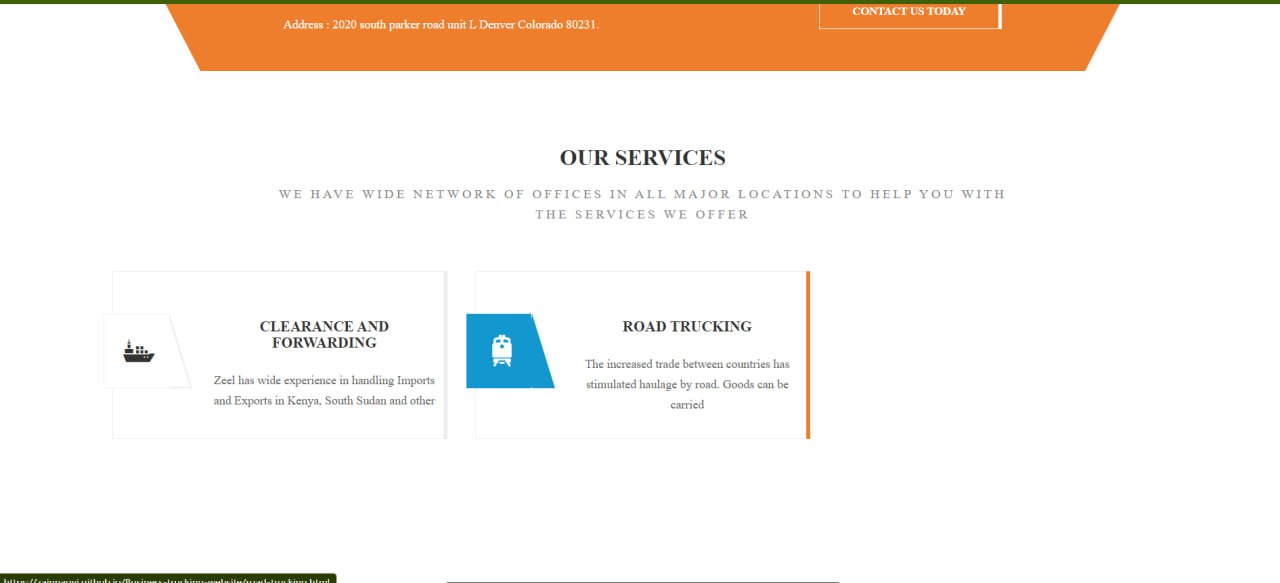 Address : 2020 south parker road unit L Denver Colorado 80231.
CONTACT US TODAY
OUR SERVICES
WE HAVE WIDE NETWORK OF OFFICES IN ALL MAJOR LOCATIONS TO HELP YOU WITH
THE SERVICES WE OFFER
CLEARANCE AND
FORWARDING
Zeel has wide experience in handling Imports
and Exports in Kenya, South Sudan and other
ROAD TRUCKING
The increased trade between countries has
stimulated haulage by road. Goods can be
carried